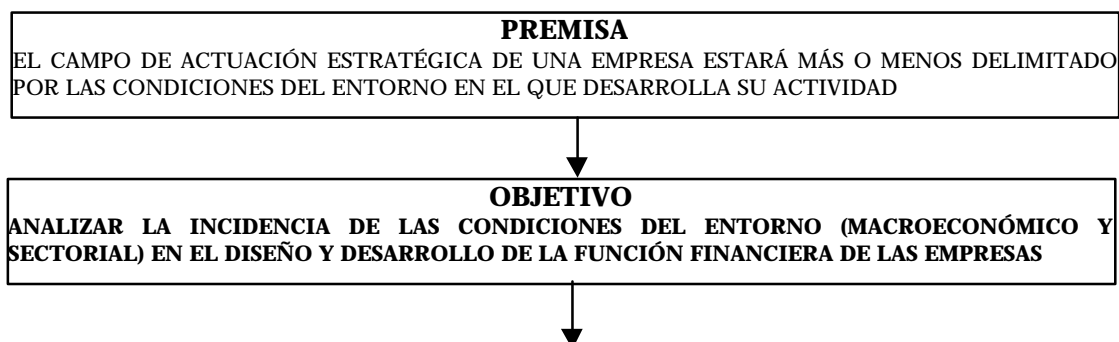 PREMISA
EL CAMPO DE ACTUACIÓN ESTRATÉGICA DE UNA EMPRESA ESTARÁ MÁS O MENOS DELIMITADO
POR LAS CONDICIONES DEL ENTORNO EN EL QUE DESARROLLA SU ACTIVIDAD
OBJETIVO
ANALIZAR LA INCIDENCIA DE LAS CONDICIONES DEL ENTORNO (MACROECONÓMICO Y
SECTORIAL) EN EL DISEÑO Y DESARROLLO DE LA FUNCIÓN FINANCIERA DE LAS EMPRESAS